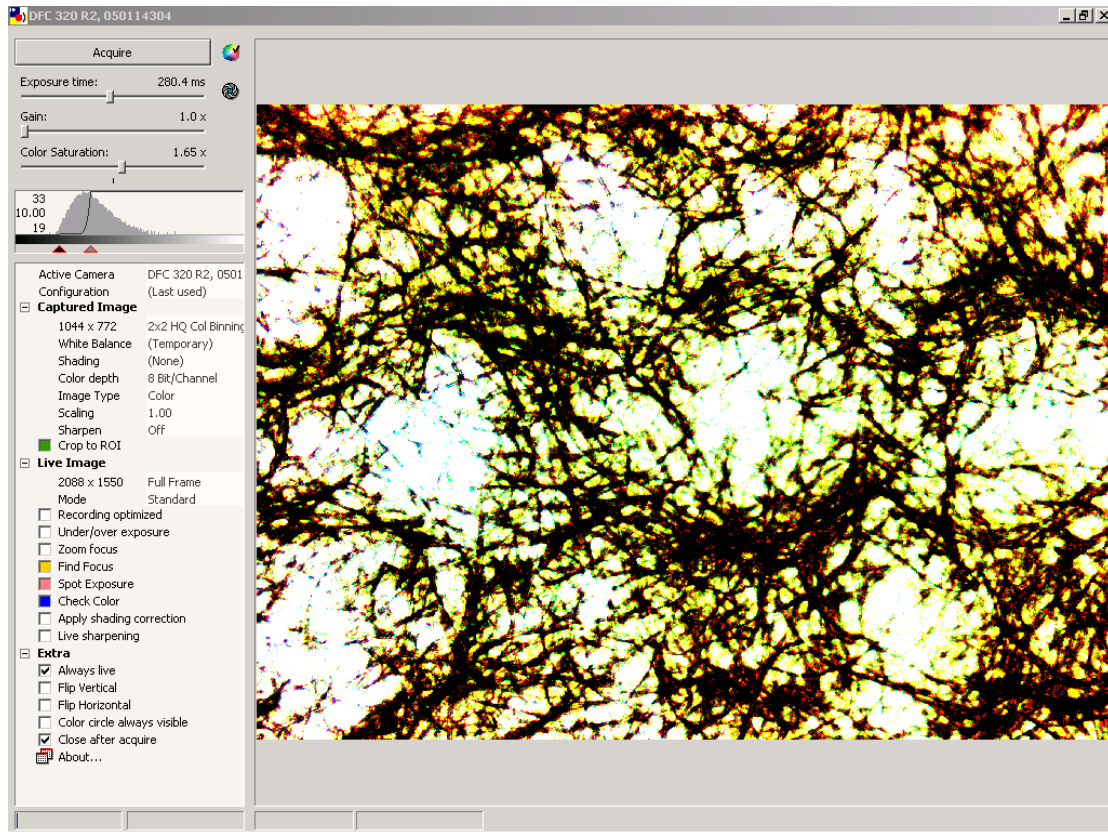 DFC 320 R2, 050114304
Acquire
Exposure time: 280.4 ms
Gain: 1.0 x
Color Saturation: 1.65 x
33
10.00
19
Active Camera DFC 320 R2, 0501
Configuration (Last used)
Captured Image
1044 x 772 2x2 HQ Col Binning
White Balance (Temporary)
Shading (None)
Color depth 8 Bit/Channel
Image Type Color
Scaling 1.00
Sharpen Off
Crop to ROI
Live Image
2088 x 1550 Full Frame
Mode Standard
Recording optimized
Under/over exposure
Zoom focus
Find Focus
Spot Exposure
Check Color
Apply shading correction
Live sharpening
Extra
Always live
Flip Vertical
Flip Horizontal
Color circle always visible
Close after acquire
About...